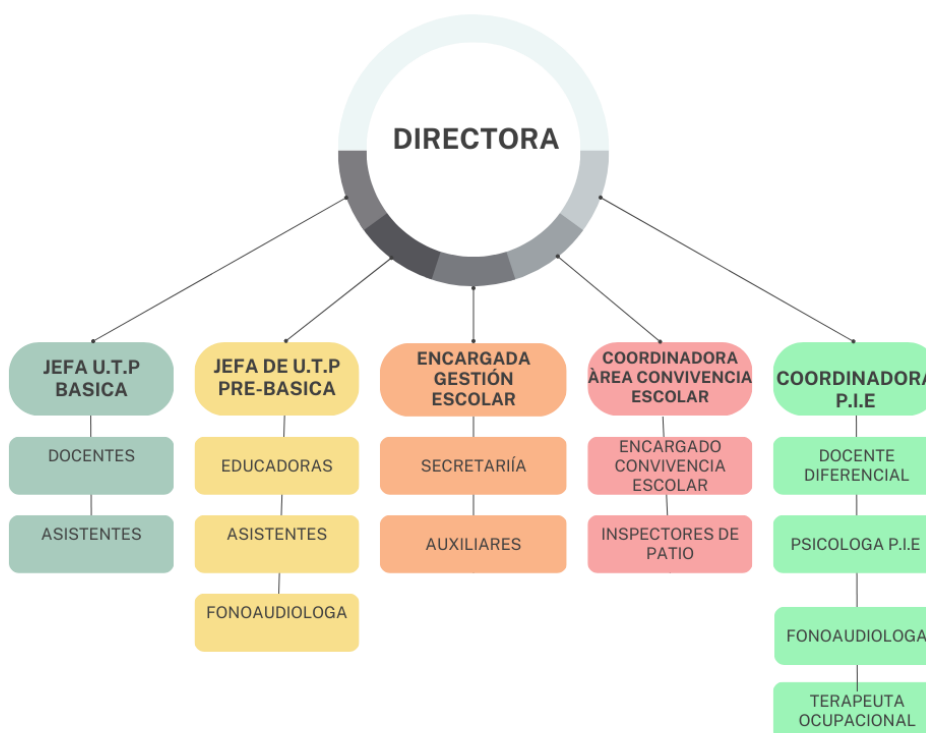 DIRECTORA
JEFA U.T.P
BASICA
DOCENTES
ASISTENTES
JEFA DE U.T.P
PRE-BASICA
EDUCADORAS
ASISTENTES
FONOAUDIOLOGA
ENCARGADA
GESTIÓN
ESCOLAR
SECRETARIÍA
AUXILIARES
COORDINADORA
ÀREA CONVIVENCIA
ESCOLAR
ENCARGADO
CONVIVENCIA
ESCOLAR
INSPECTORES DE
PATIO
COORDINADORA
P.I.E
DOCENTE
DIFERENCIAL
PSICOLOGA P.I.E
FONOAUDIOLOGA
TERAPEUTA
OCUPACIONAL